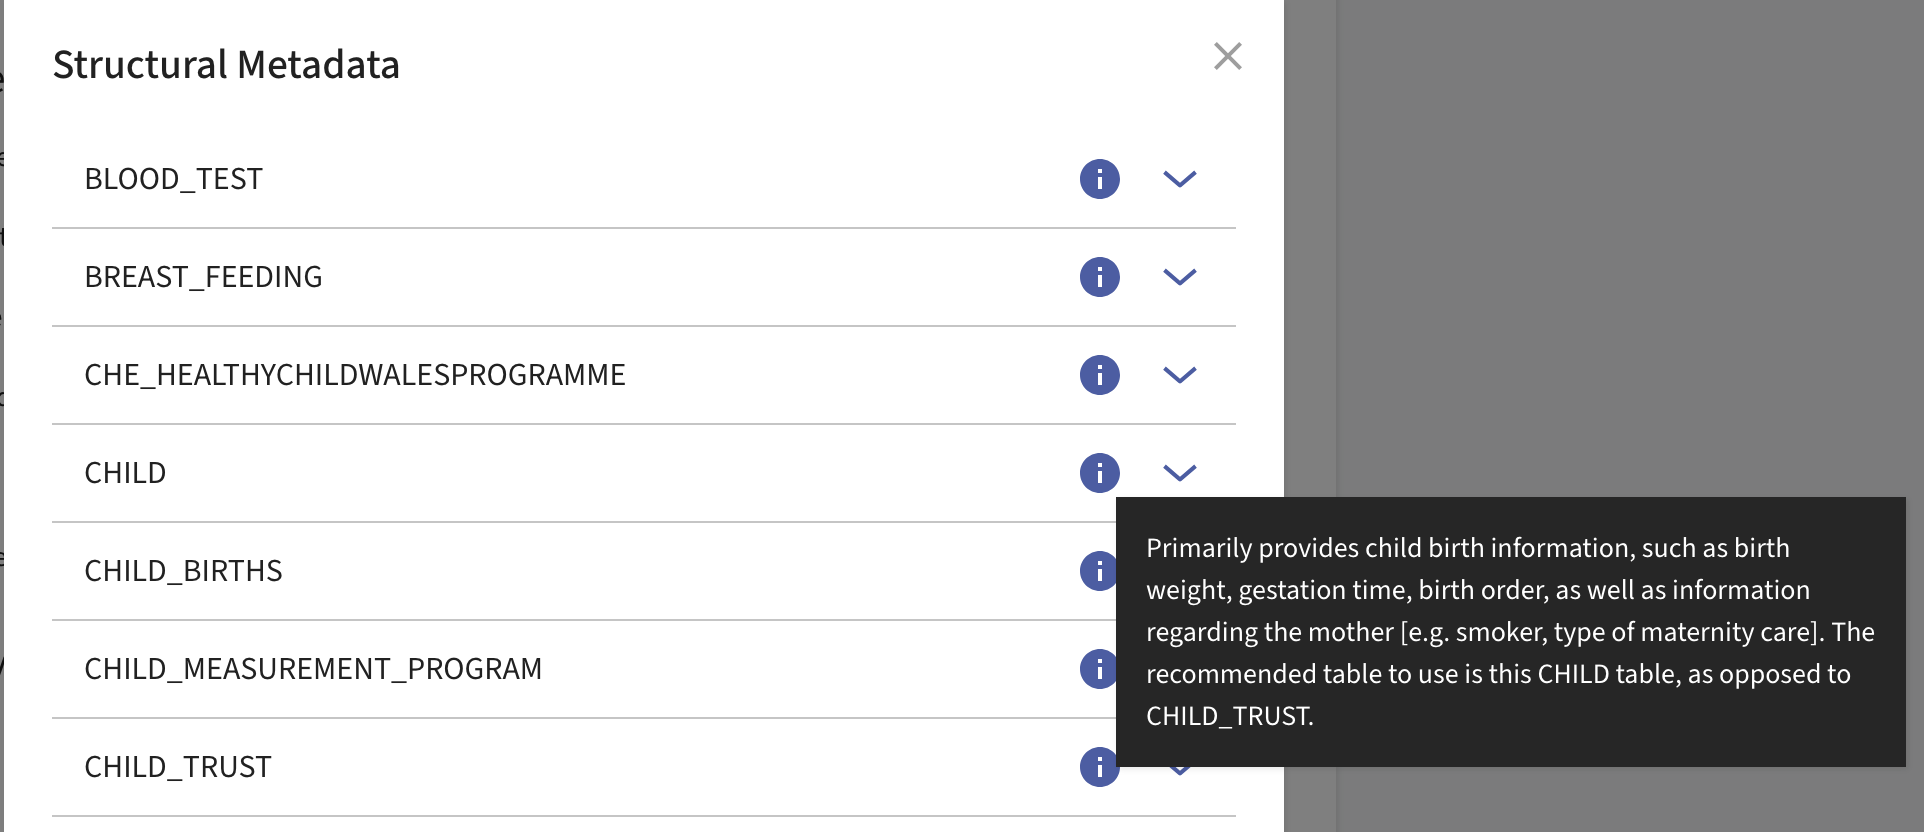 Structural Metadata
BLOOD_TEST
BREAST_FEEDING
CHE_HEALTHYCHILDWALESPROGRAMME
CHILD
CHILD_BIRTHS
CHILD_MEASUREMENT_PROGRAM
CHILD_TRUST
Primarily provides child birth information, such as birth
weight, gestation time, birth order, as well as information
regarding the mother [e.g. smoker, type of maternity care]. The
recommended table to use is this CHILD table, as opposed to
CHILD_TRUST.